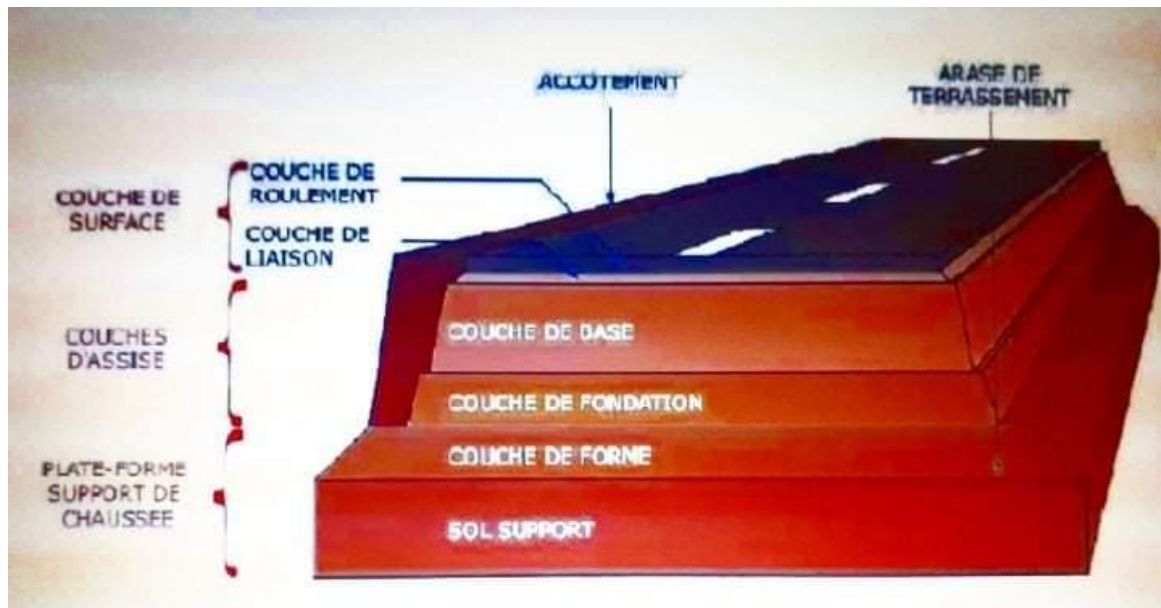 ACCOTEMENT
ARASE DE
TERRASSEMENT
COUCHE DE
SURFACE
COUCHE DE
ROULEMENT
COUCHE DE
LIAISON
COUCHES
D'ASSISE
COUCHE DE BASE
COUCHE DE FONDATION
PLATE-FORME
SUPPORT DE
CHAUSSEE
COUCHE DE FORME
SOL SUPPORT